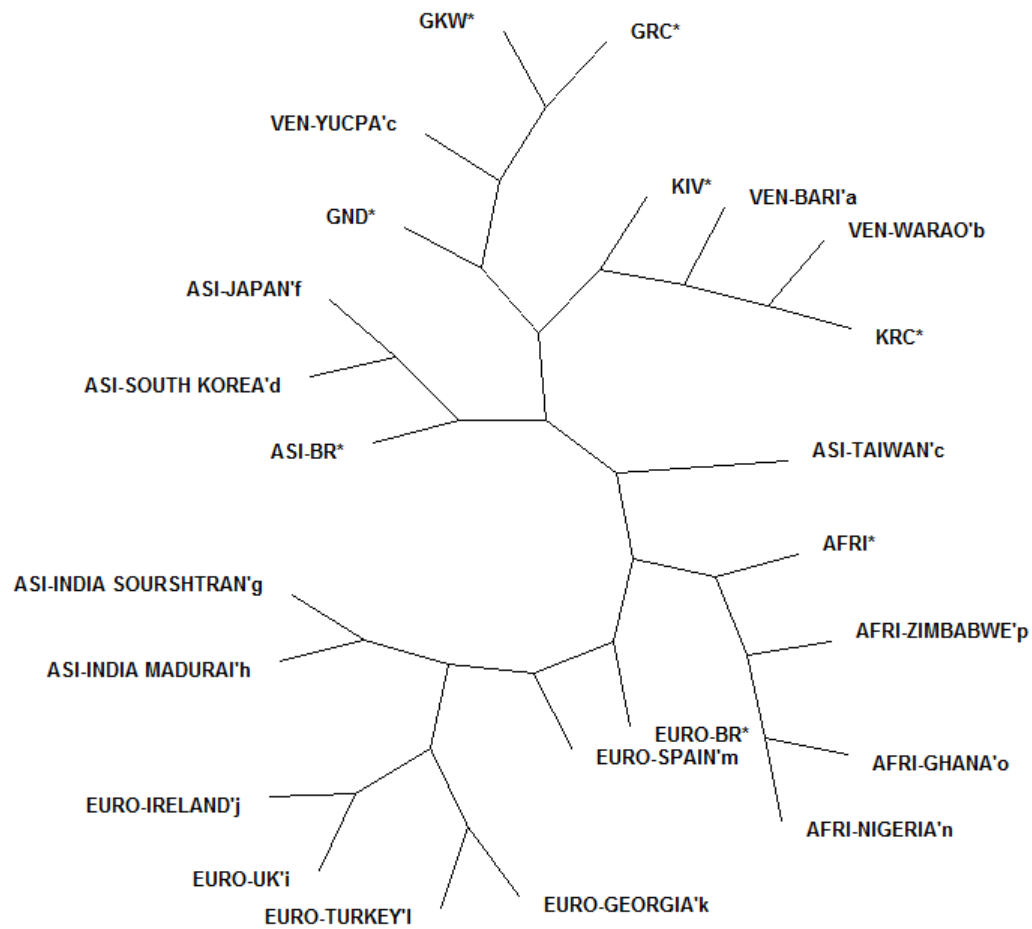 GKW*
GRC*
VEN-YUCPA'c
KIV*
VEN-BARI'a
GND*
VEN-WARAO'b
ASI-JAPAN'f
KRC*
ASI-SOUTH KOREA'd
ASI-BR*
ASI-TAIWAN'c
AFRI*
ASI-INDIA SOURSHTRAN'g
AFRI-ZIMBABWE'p
ASI-INDIA MADURAI'h
EURO-BR*
EURO-SPAIN'm
AFRI-GHANA'o
EURO-IRELAND'j
AFRI-NIGERIA'n
EURO-UK'i
EURO-GEORGIA'k
EURO-TURKEY'l